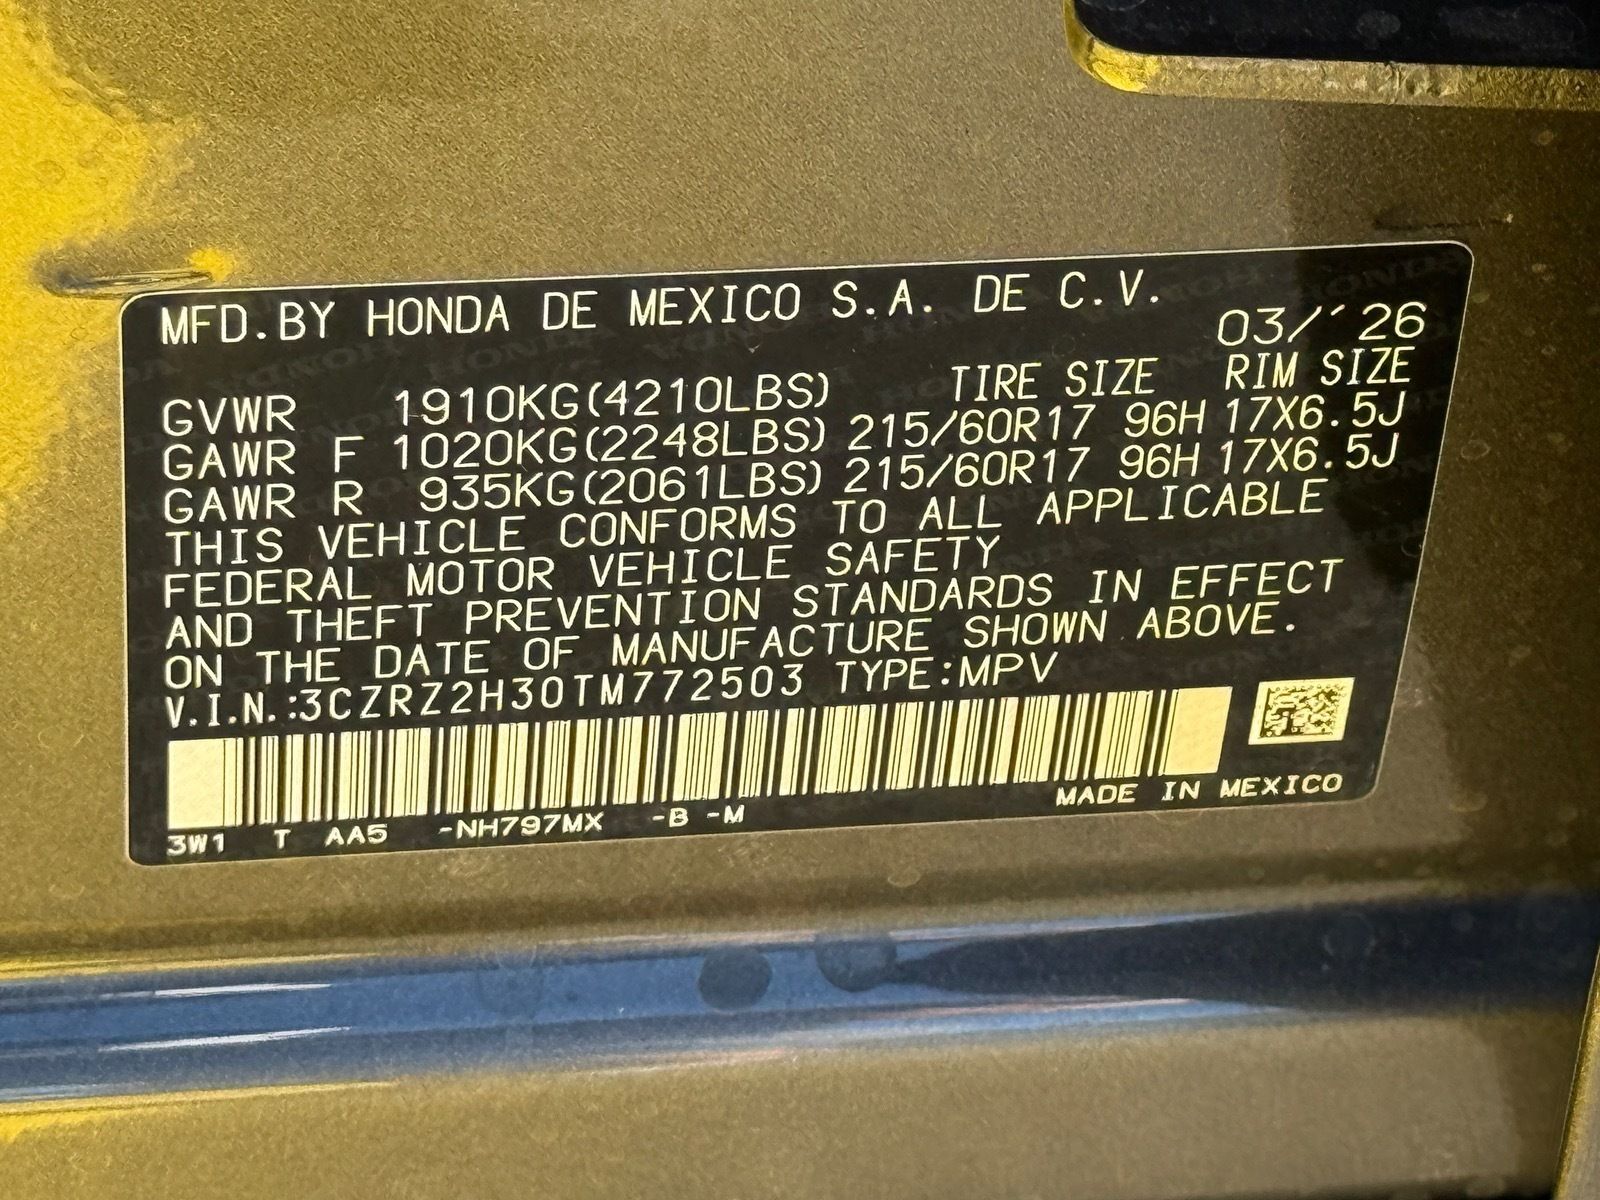 MFD.BY HONDA DE MEXICO S.A. DE C.V.
03/'26
GVWR 1910KG(4210LBS) TIRE SIZE RIM SIZE
GAWR F 1020KG(2248LBS) 215/60R17 96H 17X6.5J
GAWR R 935KG(2061LBS) 215/60R17 96H 17X6.5J
THIS VEHICLE CONFORMS TO ALL APPLICABLE
FEDERAL MOTOR VEHICLE SAFETY
AND THEFT PREVENTION STANDARDS IN EFFECT
ON THE DATE OF MANUFACTURE SHOWN ABOVE.
V.I.N.:3CZRZ2H30TM772503 TYPE:MPV
MADE IN MEXICO
3W1 T AA5 -NH797MX -B -M